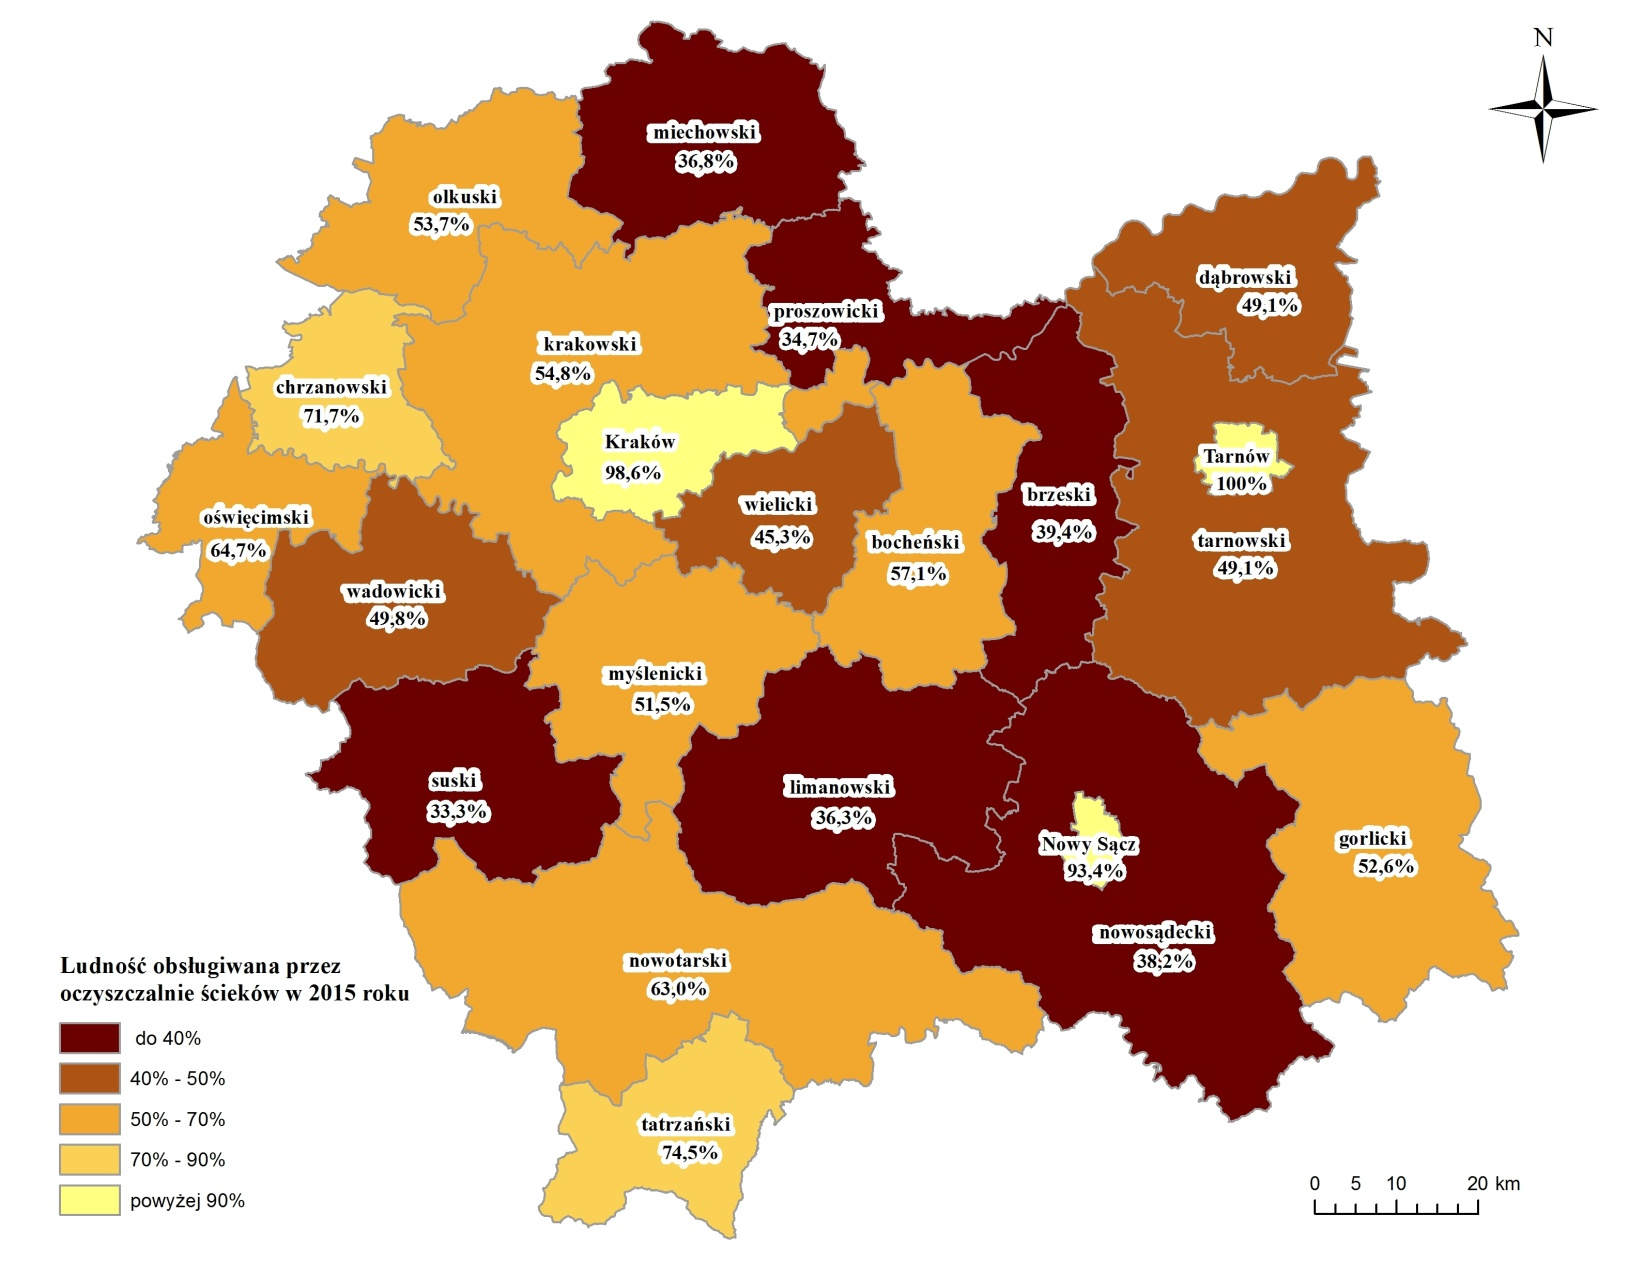 N
miechowski
36,8%
olkuski
53,7%
dąbrowski
49,1%
proszowicki
34,7%
krakowski
54,8%
chrzanowski
71,7%
Kraków
98,6%
Tarnów
100%
wielicki
45,3%
brzeski
39,4%
oświęcimski
64,7%
bocheński
57,1%
tarnowski
49,1%
wadowicki
49,8%
myślenicki
51,5%
suski
33,3%
limanowski
36,3%
Nowy Sącz
93,4%
gorlicki
52,6%
nowosądecki
38,2%
nowotarski
63,0%
tatrzański
74,5%
Ludność obsługiwana przez
oczyszczalnie ścieków w 2015 roku
do 40%
40% - 50%
50% - 70%
70% - 90%
powyżej 90%
0 5 10 20 km